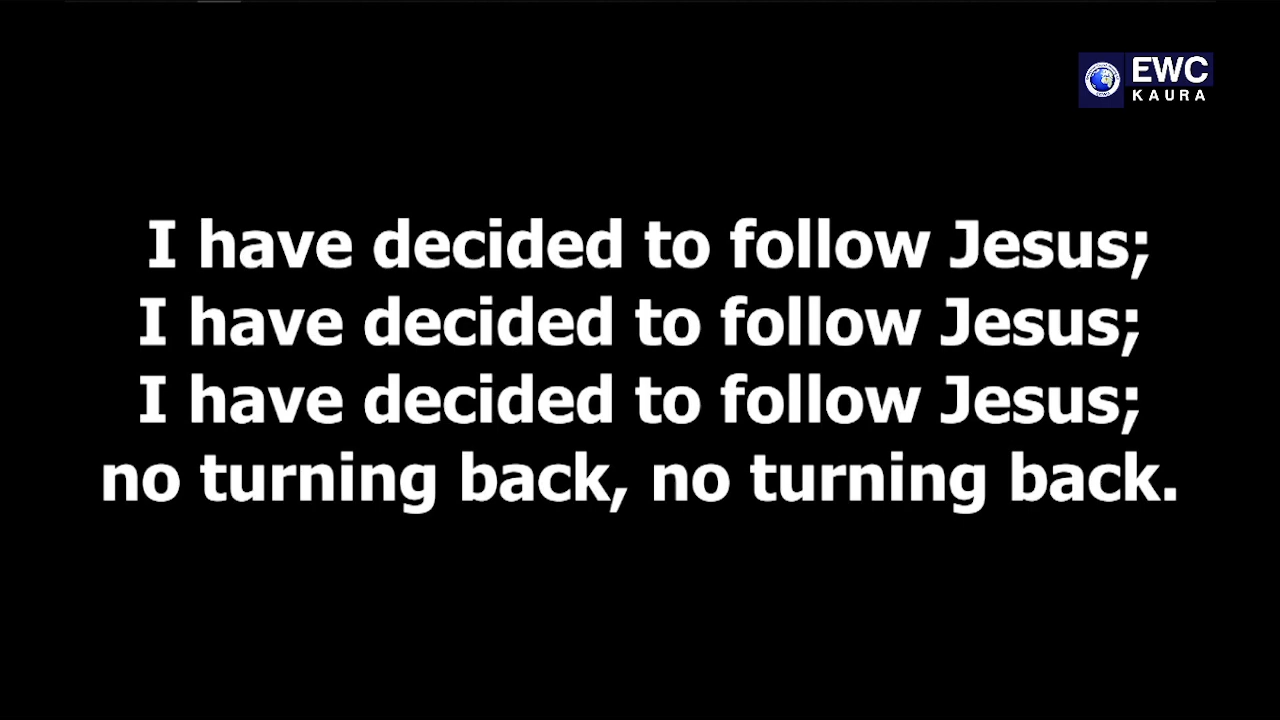 EWC
KAURA
I have decided to follow Jesus;
I have decided to follow Jesus;
I have decided to follow Jesus;
no turning back, no turning back.